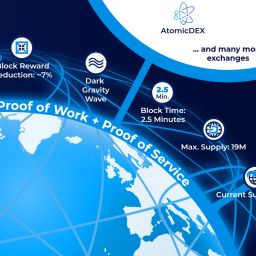 AtomicDEX
... and many mo
exchanges
Block Reward
eduction: ~7%
Dark
Gravity
Wave
2.5
Min.
Block Time:
2.5 Minutes
Max. Supply: 19M
Current Su
Proof of Work + Proof of Service